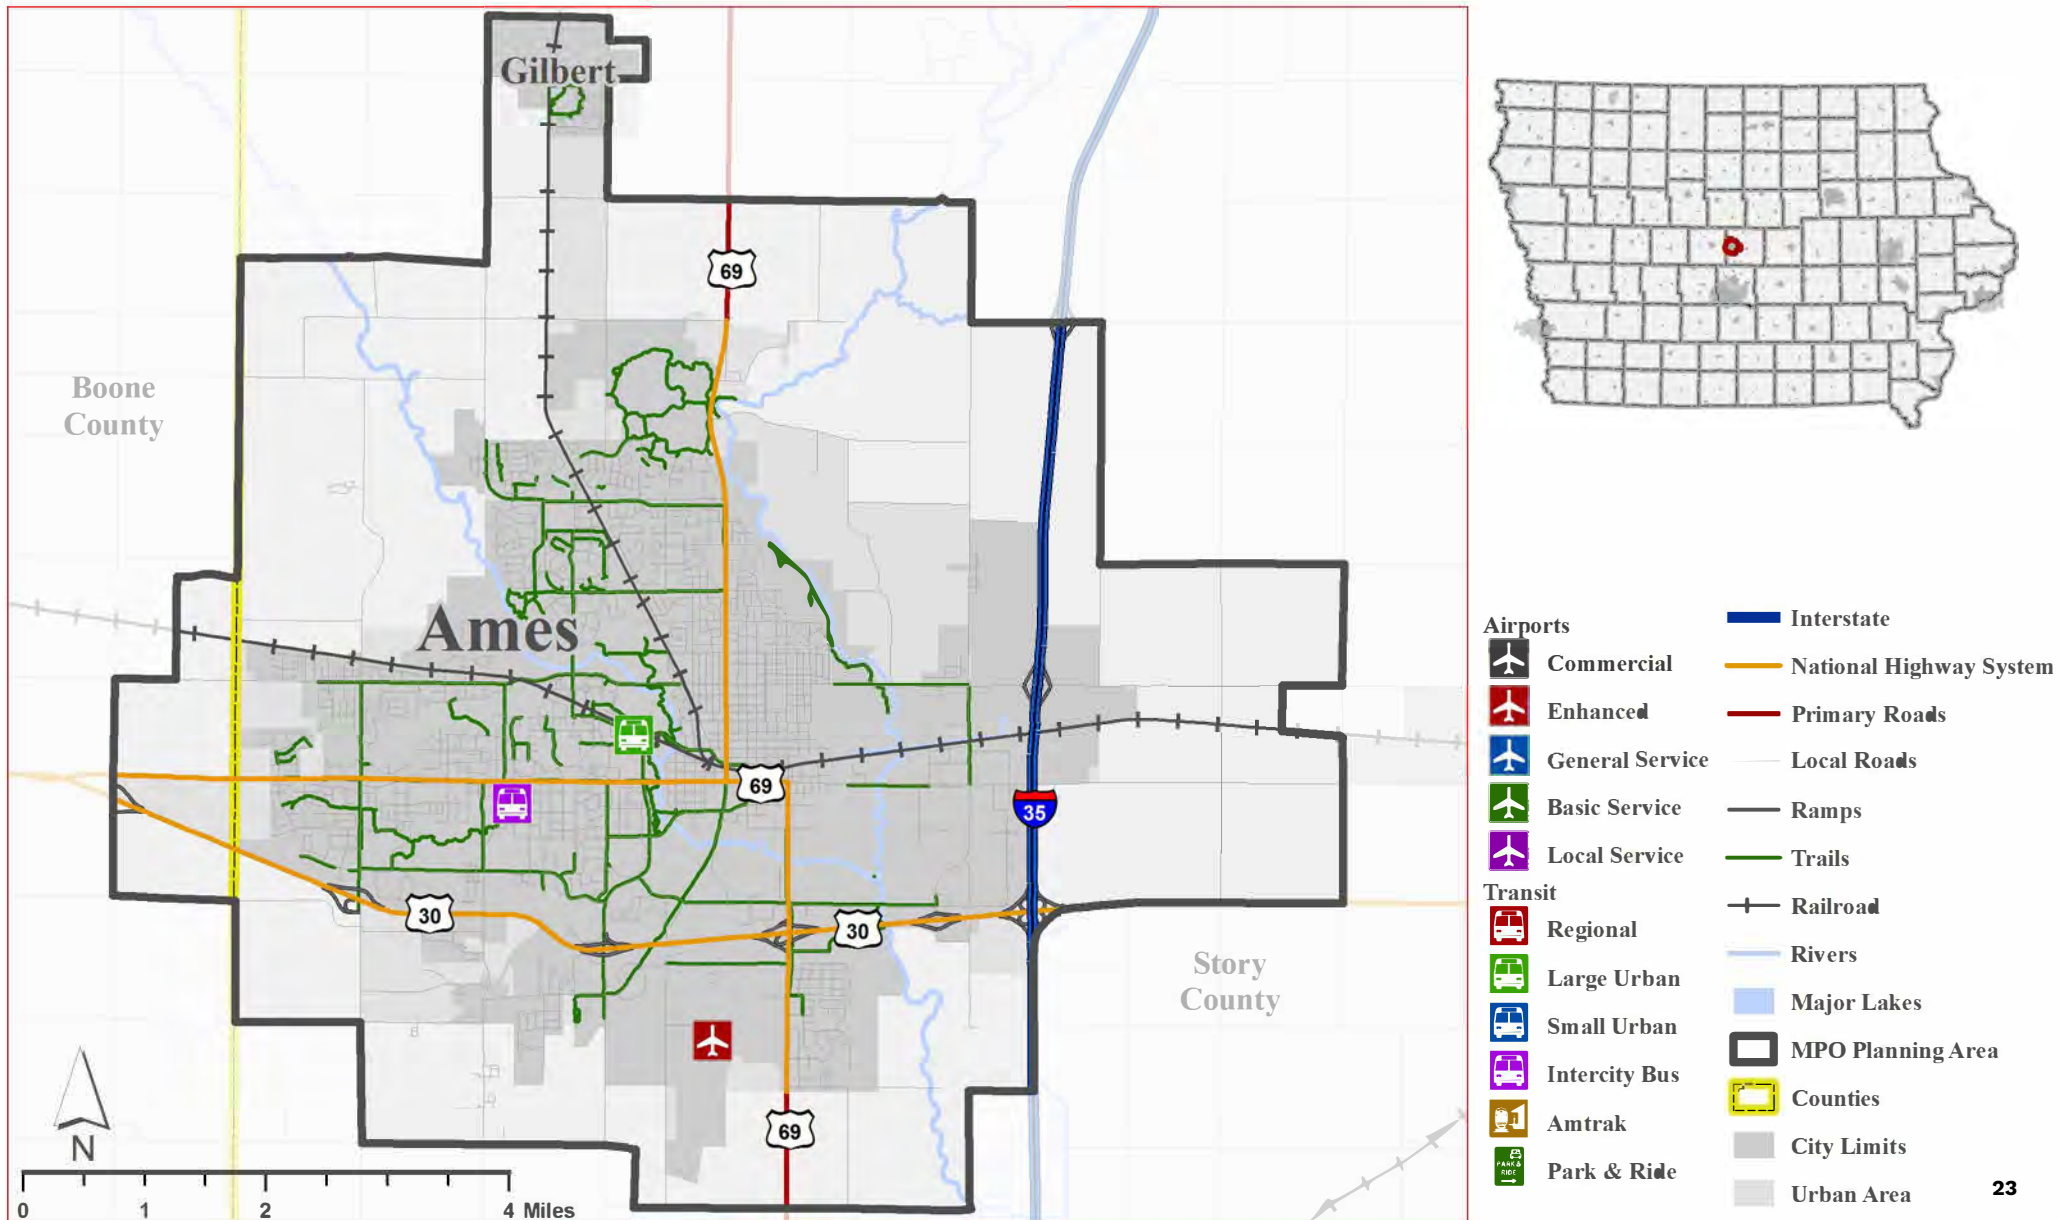 Gilbert
69
Boone
County
Ames
69
35
30
30
Story
County
69
N
0 1 2 4 Miles
Airports
Commercial
Enhanced
General Service
Basic Service
Local Service
Transit
Regional
Large Urban
Small Urban
Intercity Bus
Amtrak
PARK &
RIDE
Park & Ride
Interstate
National Highway System
Primary Roads
Local Roads
Ramps
Trails
Railroad
Rivers
Major Lakes
MPO Planning Area
Counties
City Limits
Urban Area
23